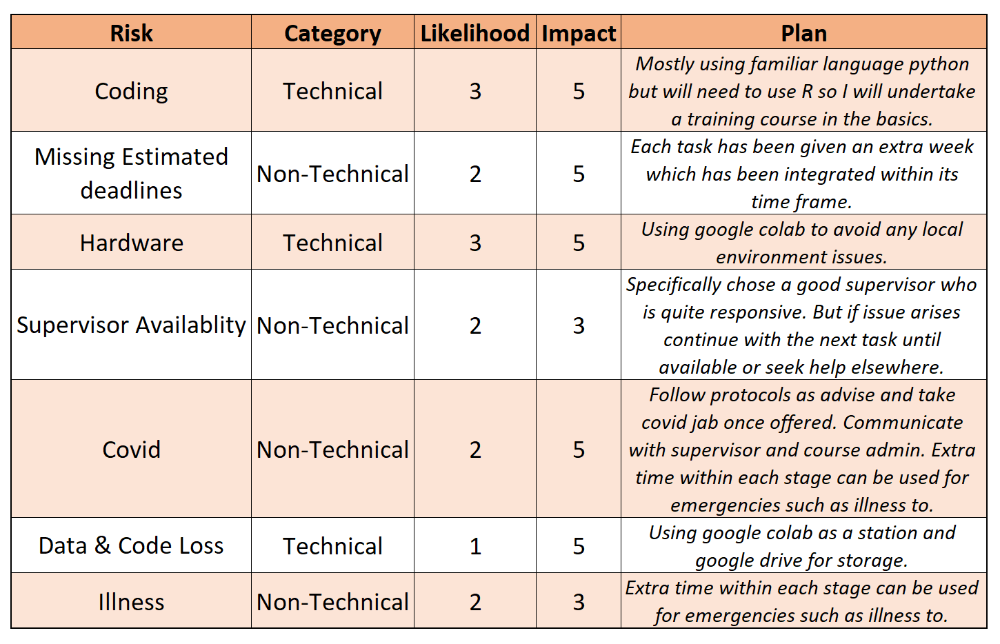 Risk Category Likelihood Impact Plan
Coding Technical 3 5 Mostly using familiar language python
but will need to use R so I will undertake
a training course in the basics.
Missing Estimated
deadlines Non-Technical 2 5 Each task has been given an extra week
which has been integrated within its
time frame.
Hardware Technical 3 5 Using google colab to avoid any local
environment issues.
Supervisor Availablity Non-Technical 2 3 Specifically chose a good supervisor who
is quite responsive. But if issue arises
continue with the next task until
available or seek help elsewhere.
Covid Non-Technical 2 5 Follow protocols as advise and take
covid jab once offered. Communicate
with supervisor and course admin. Extra
time within each stage can be used for
emergencies such as illness to.
Data & Code Loss Technical 1 5 Using google colab as a station and
google drive for storage.
Illness Non-Technical 2 3 Extra time within each stage can be used
for emergencies such as illness to.